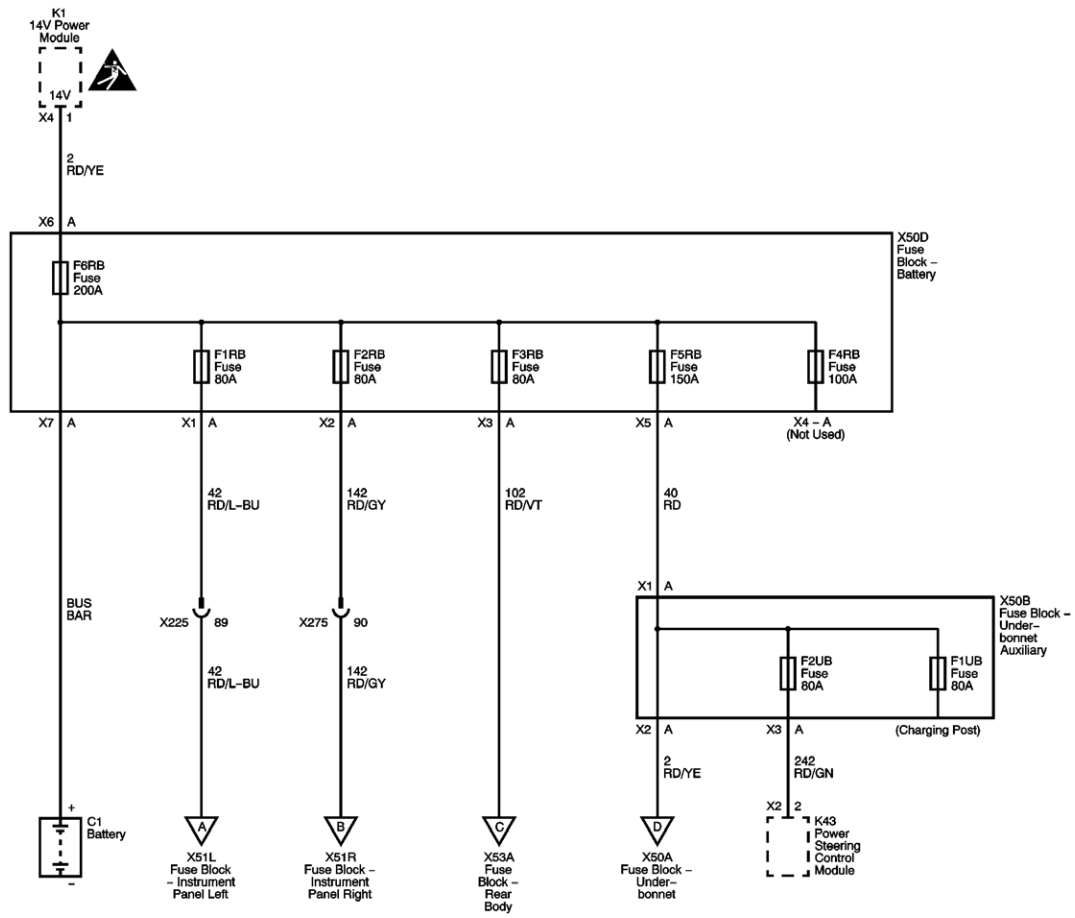 K1
14V Power
Module
14V
X4 1
2
RD/YE
X6 A
X50D
Fuse
Block –
Battery
F6RB
Fuse
200A
F1RB
Fuse
80A
F2RB
Fuse
80A
F3RB
Fuse
80A
F5RB
Fuse
150A
F4RB
Fuse
100A
X7 A
X1 A
X2 A
X3 A
X5 A
X4 – A
(Not Used)
42
RD/L–BU
142
RD/GY
102
RD/VT
40
RD
X1 A
BUS
BAR
X225 89
X275 90
X50B
Fuse Block –
Under–
bonnet
Auxiliary
42
RD/L–BU
142
RD/GY
F2UB
Fuse
80A
F1UB
Fuse
80A
X2 A
X3 A
(Charging Post)
2
RD/YE
242
RD/GN
X2 2
+
C1
Battery
–
A
X51L
Fuse Block
– Instrument
Panel Left
B
X51R
Fuse Block –
Instrument
Panel Right
C
X53A
Fuse
Block –
Rear
Body
D
X50A
Fuse Block –
Under–
bonnet
K43
Power
Steering
Control
Module